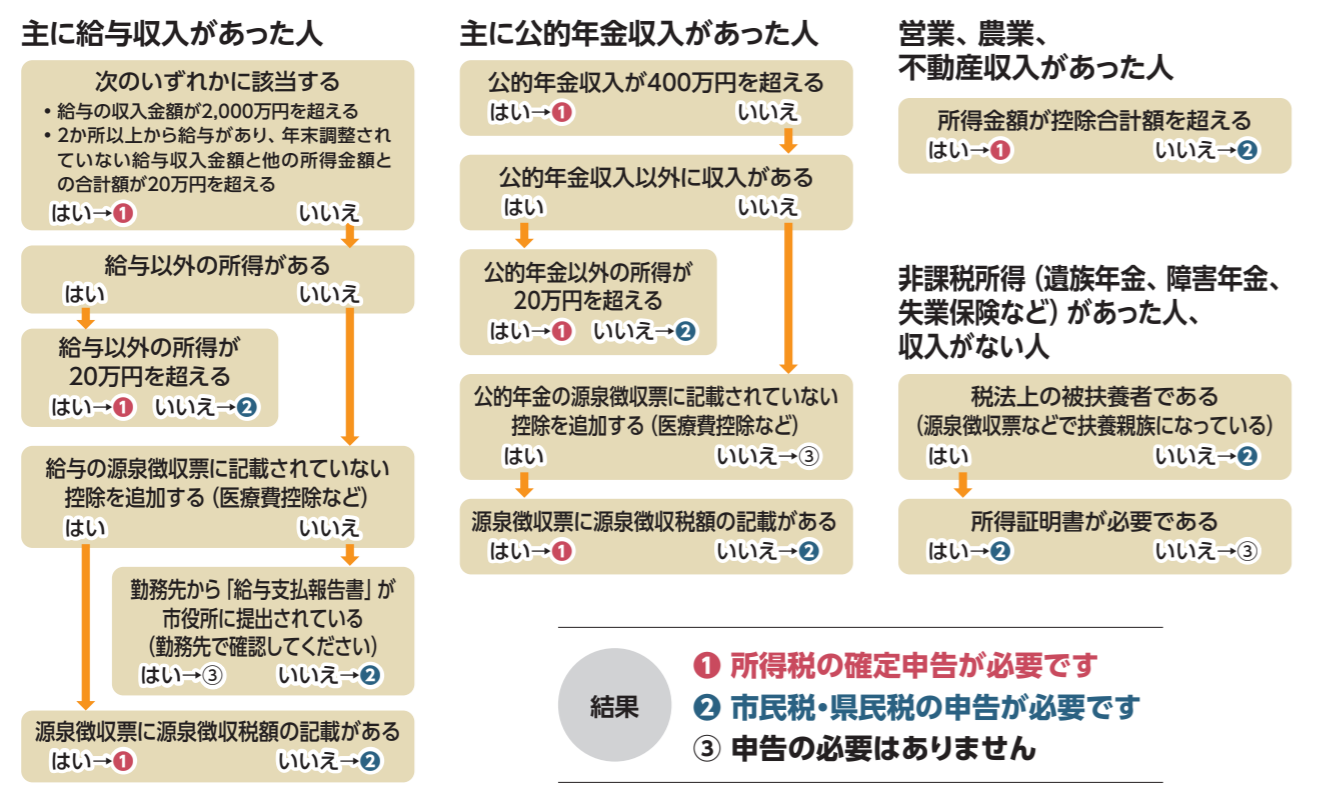 主に給与収入があった人
次のいずれかに該当する
・給与の収入金額が2,000万円を超える
・2か所以上から給与があり、年末調整され
ていない給与収入金額と他の所得金額と
の合計額が20万円を超える
はい→❶ いいえ
給与以外の所得がある
はい いいえ
給与以外の所得が
20万円を超える
はい→❶ いいえ→❷
給与の源泉徴収票に記載されていない
控除を追加する（医療費控除など）
はい いいえ
勤務先から「給与支払報告書」が
市役所に提出されている
（勤務先で確認してください）
はい→③ いいえ→❷
源泉徴収票に源泉徴収税額の記載がある
はい→❶ いいえ→❷
主に公的年金収入があった人
公的年金収入が400万円を超える
はい→❶ いいえ
公的年金収入以外に収入がある
はい いいえ
公的年金以外の所得が
20万円を超える
はい→❶ いいえ→❷
公的年金の源泉徴収票に記載されていない
控除を追加する（医療費控除など）
はい いいえ→③
源泉徴収票に源泉徴収税額の記載がある
はい→❶ いいえ→❷
営業、農業、
不動産収入があった人
所得金額が控除合計額を超える
はい→❶ いいえ→❷
非課税所得（遺族年金、障害年金、
失業保険など）があった人、
収入がない人
税法上の被扶養者である
（源泉徴収票などで扶養親族になっている）
はい いいえ→❷
所得証明書が必要である
はい→❷ いいえ→③
結果
❶ 所得税の確定申告が必要です
❷ 市民税・県民税の申告が必要です
③ 申告の必要はありません